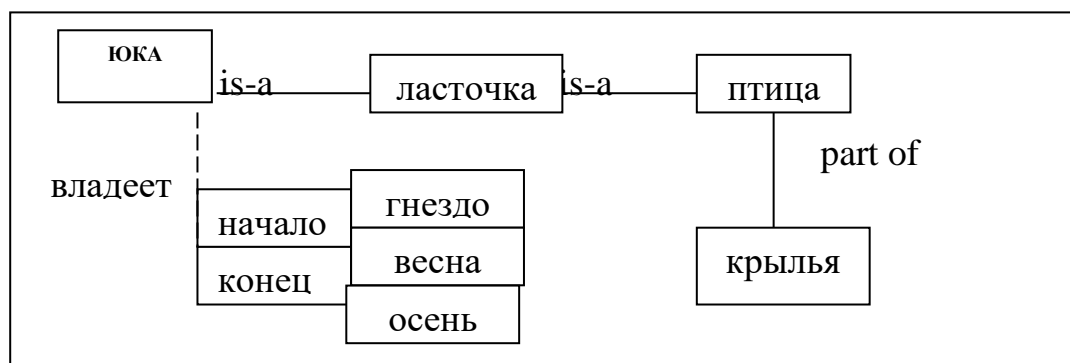 ЮКА
is-a
ласточка
is-a
птица
part of
владеет
гнездо
начало
весна
крылья
конец
осень